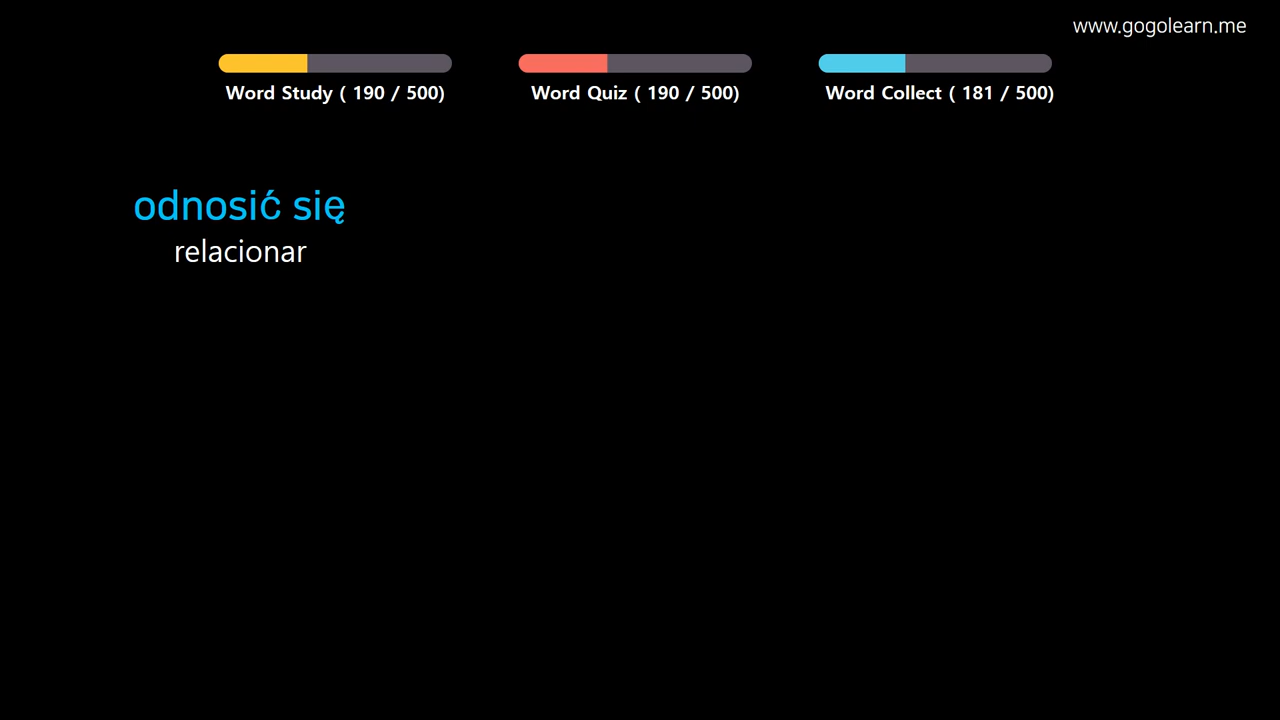 www.gogolearn.me
Word Study ( 190 / 500)
Word Quiz ( 190 / 500)
Word Collect ( 181 / 500)
odnosić się
relacionar